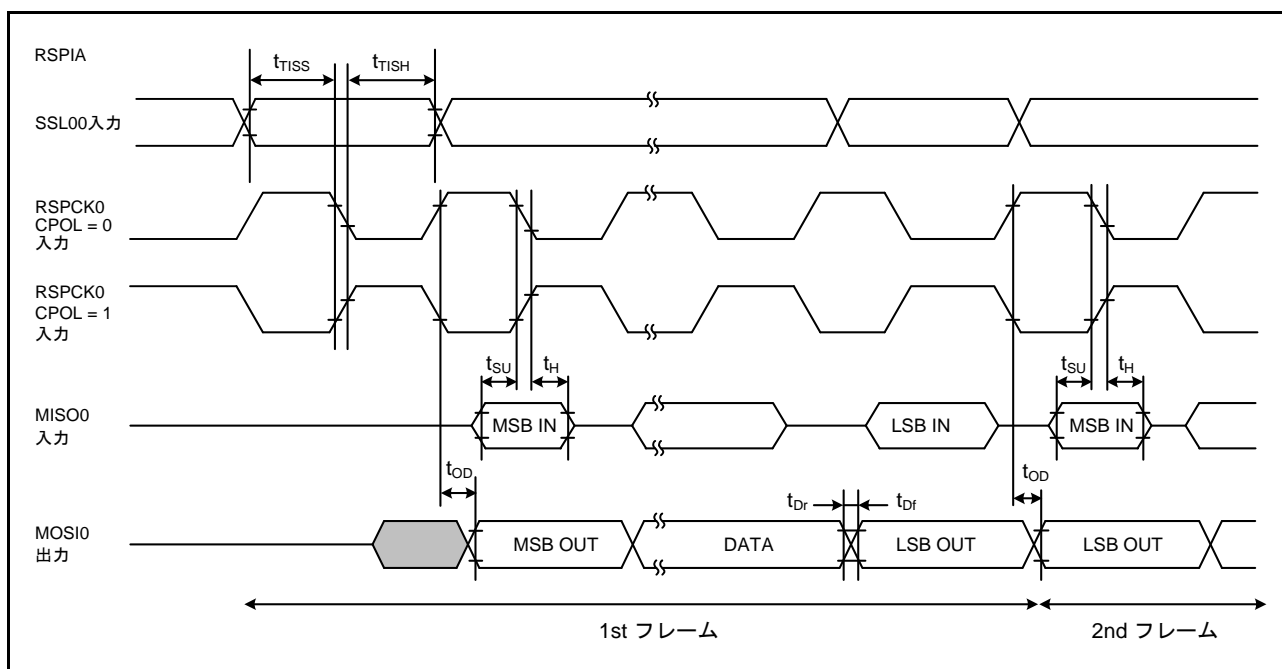 RSPIA
tTISS
tTISH
SSL00入力
RSPCK0
CPOL = 0
入力
RSPCK0
CPOL = 1
入力
tSU
tH
tSU
tH
MISO0
入力
MSB IN
LSB IN
MSB IN
tOD
tDr
tDf
tOD
MOSI0
出力
MSB OUT
DATA
LSB OUT
LSB OUT
1st フレーム
2nd フレーム